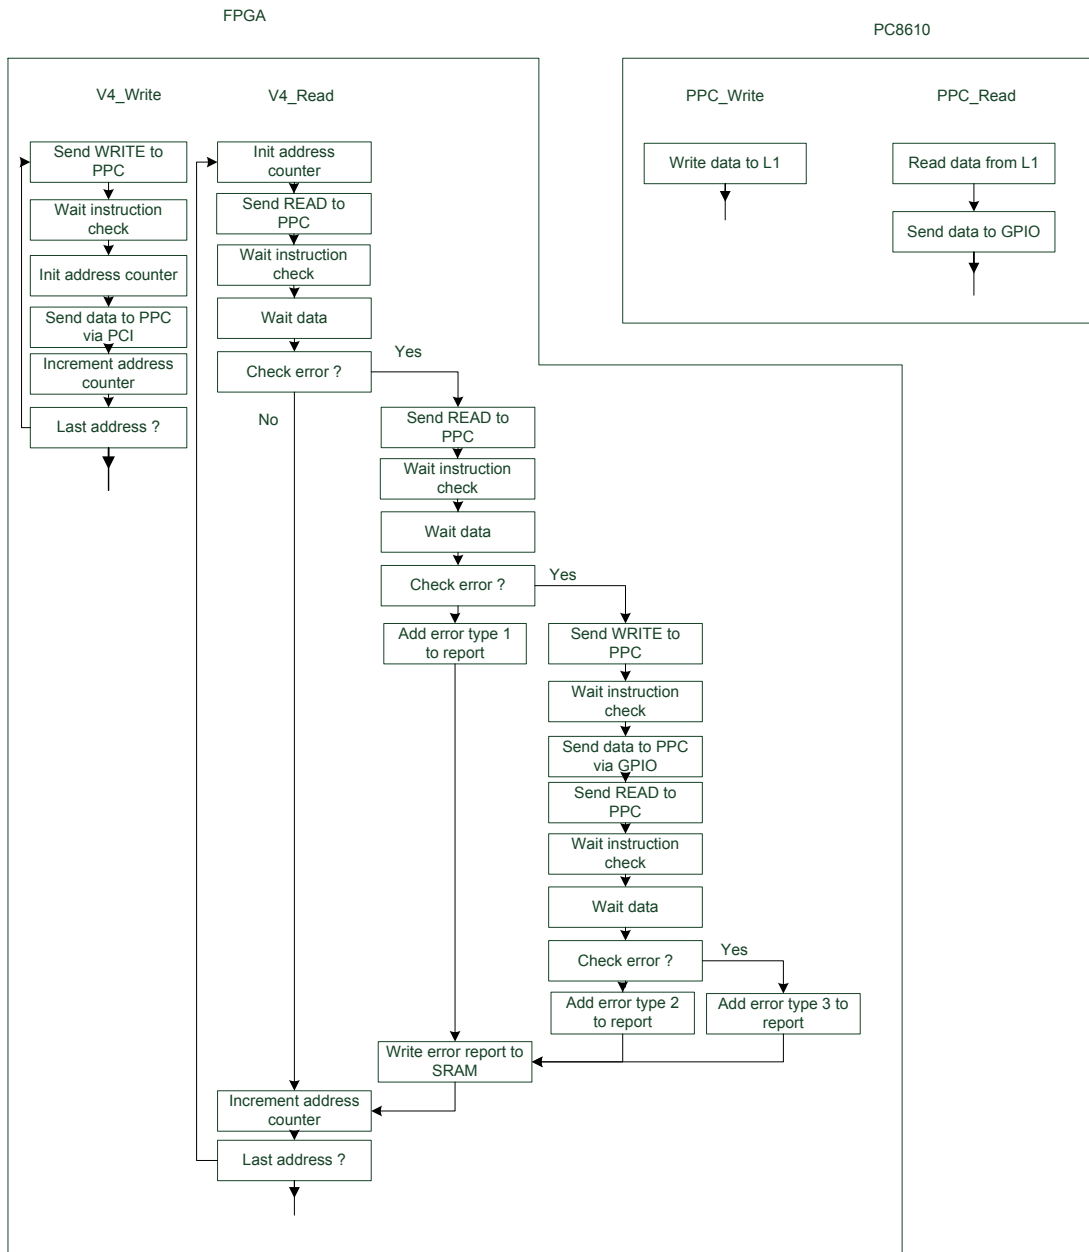 FPGA
PC8610
V4_Write
V4_Read
PPC_Write
PPC_Read
Send WRITE to
PPC
Wait instruction
check
Init address counter
Send data to PPC
via PCI
Increment address
counter
Last address ?
Init address
counter
Send READ to
PPC
Wait instruction
check
Wait data
Check error ?
Yes
No
Send READ to
PPC
Wait instruction
check
Wait data
Check error ?
Yes
Add error type 1
to report
Send WRITE to
PPC
Wait instruction
check
Send data to PPC
via GPIO
Send READ to
PPC
Wait instruction
check
Wait data
Check error ?
Yes
Add error type 2
to report
Add error type 3 to
report
Write error report to
SRAM
Increment address
counter
Last address ?
Write data to L1
Read data from L1
Send data to GPIO